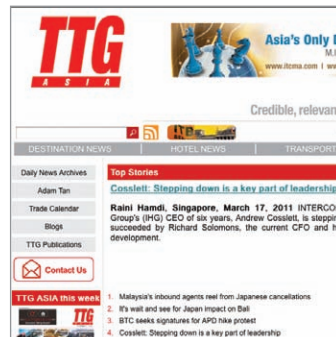 TTG
ASIA
Asia's Only
M.I
www.itcma.com
Credible, relevan
DESTINATION NEWS
HOTEL NEWS
TRANSPORT
Daily News Archives
Adam Tan
Trade Calendar
Blogs
TTG Publications
Contact Us
TTG ASIA this week
TTG
Top Stories
Cosslett: Stepping down is a key part of leadership
Raini Hamdi, Singapore, March 17, 2011 INTERCO
Group's (IHG) CEO of six years, Andrew Cosslett, is steppin
succeeded by Richard Solomons, the current CFO and h
development.
1. Malaysia's inbound agents reel from Japanese cancellations
2. It's wait and see for Japan impact on Bali
3. BTC seeks signatures for APD hike protest
4. Cosslett: Stepping down is a key part of leadership